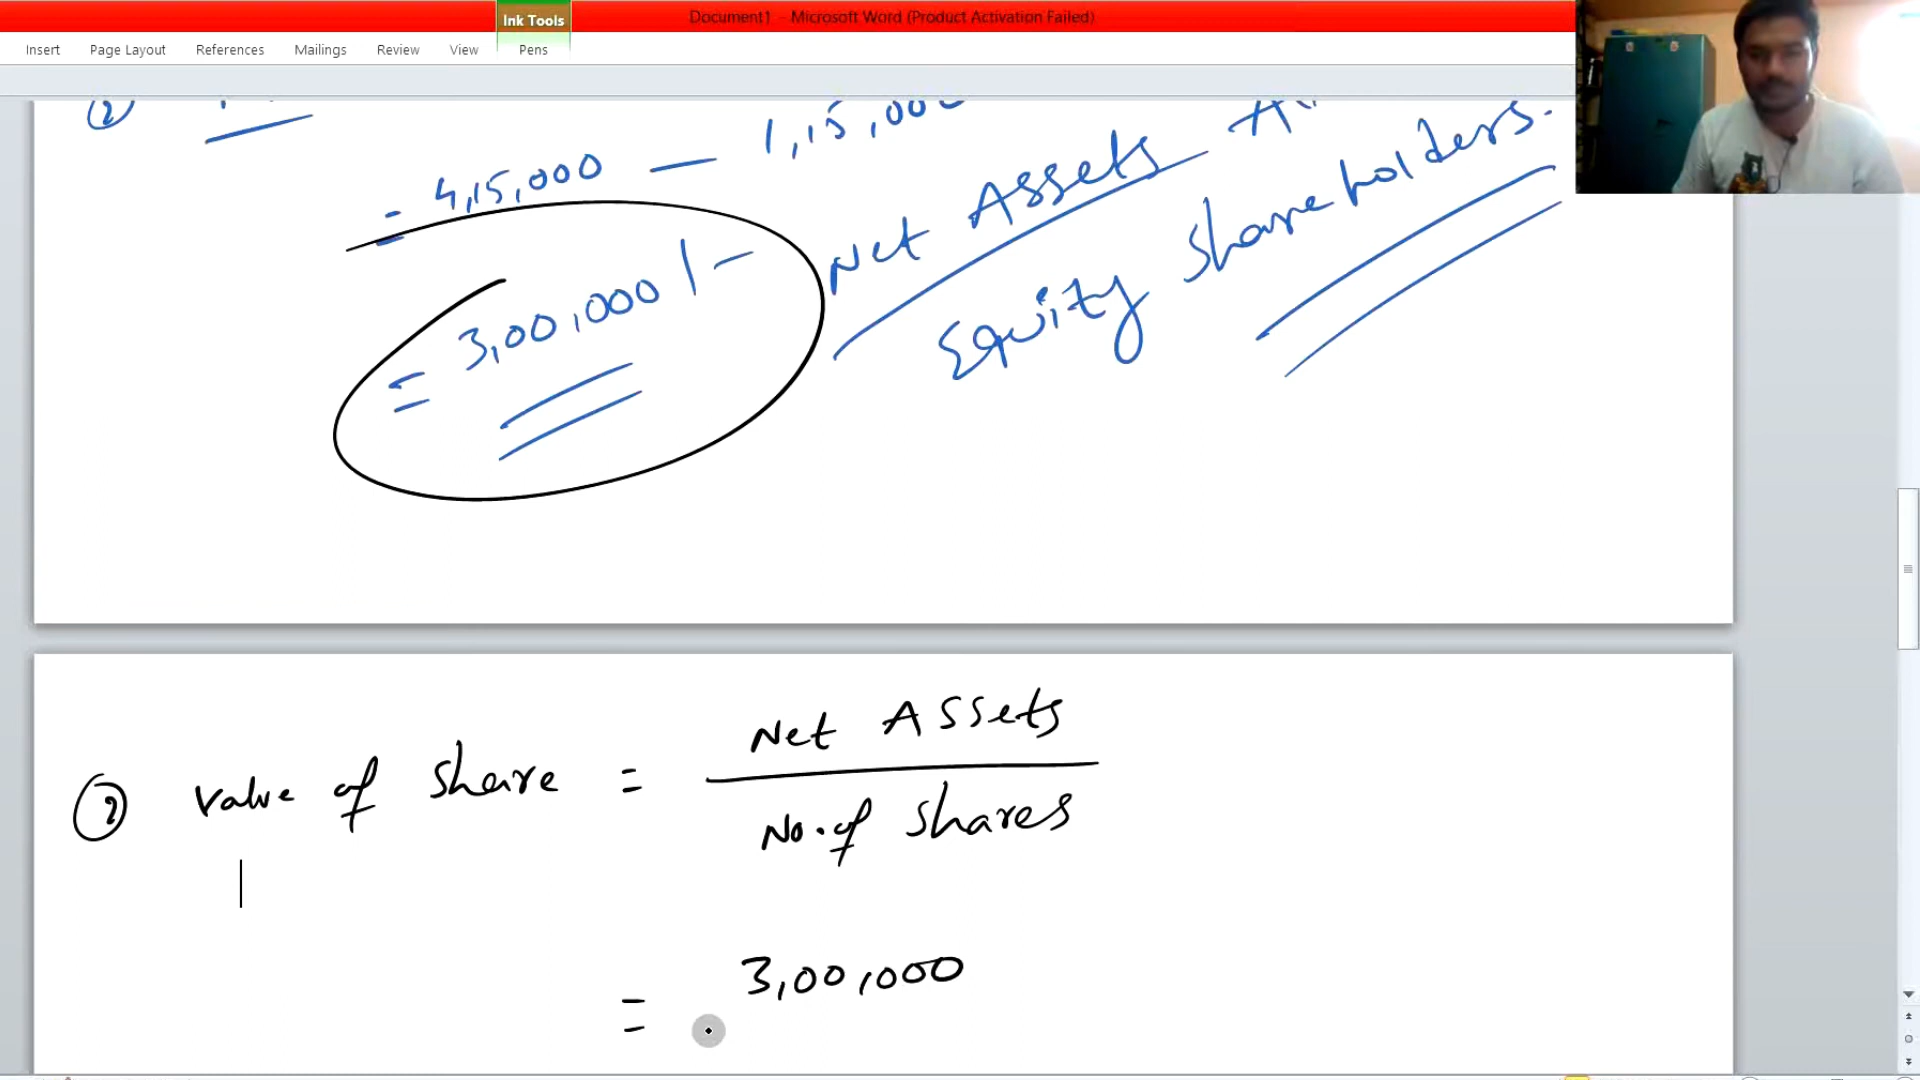 Ink Tools
Document1 - Microsoft Word (Product Activation Failed)
Insert Page Layout References Mailings Review View Pens
2
= 4,15,000 — 1,15,000
Net Assets
= 3,00,000/-
Equity shareholders.
value of share = Net Assets
No. of shares
= 3,00,000